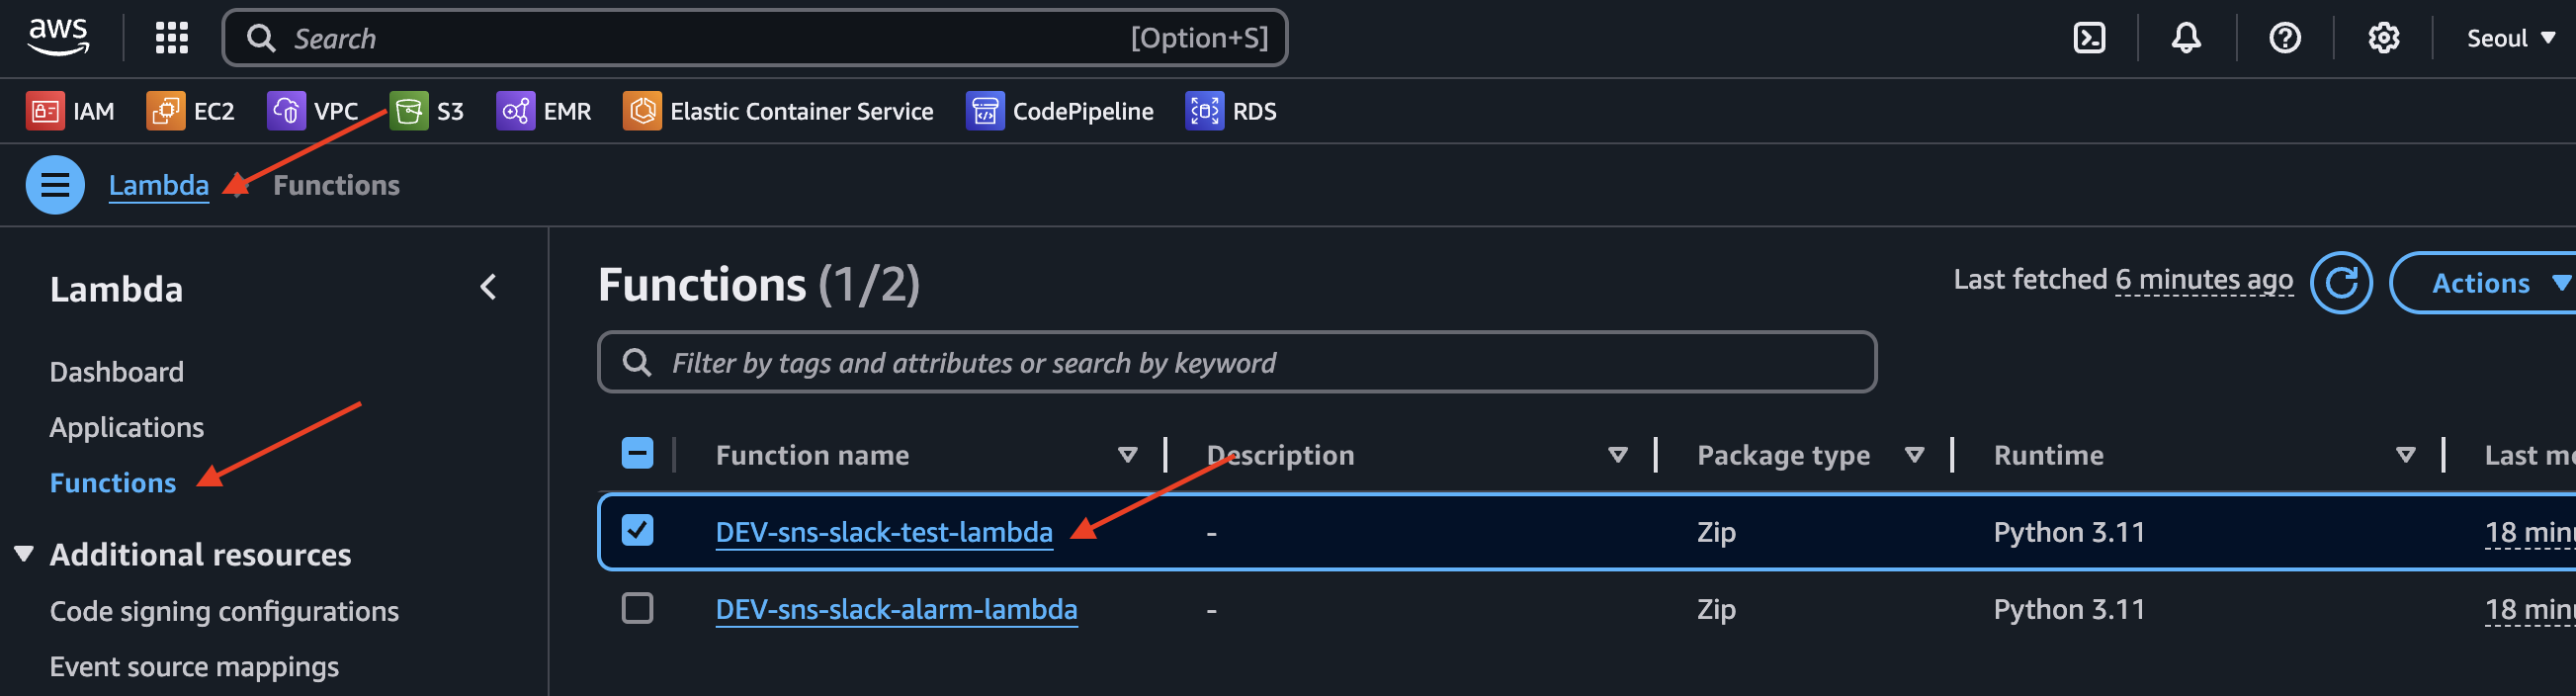 aws Search [Option+S] Seoul
IAM EC2 VPC S3 EMR Elastic Container Service CodePipeline RDS
Lambda Functions
Lambda
Dashboard
Applications
Functions
Additional resources
Code signing configurations
Event source mappings
Functions (1/2)
Last fetched 6 minutes ago
Actions
Filter by tags and attributes or search by keyword
Function name Description Package type Runtime Last
DEV-sns-slack-test-lambda - Zip Python 3.11 18
DEV-sns-slack-alarm-lambda - Zip Python 3.11 18